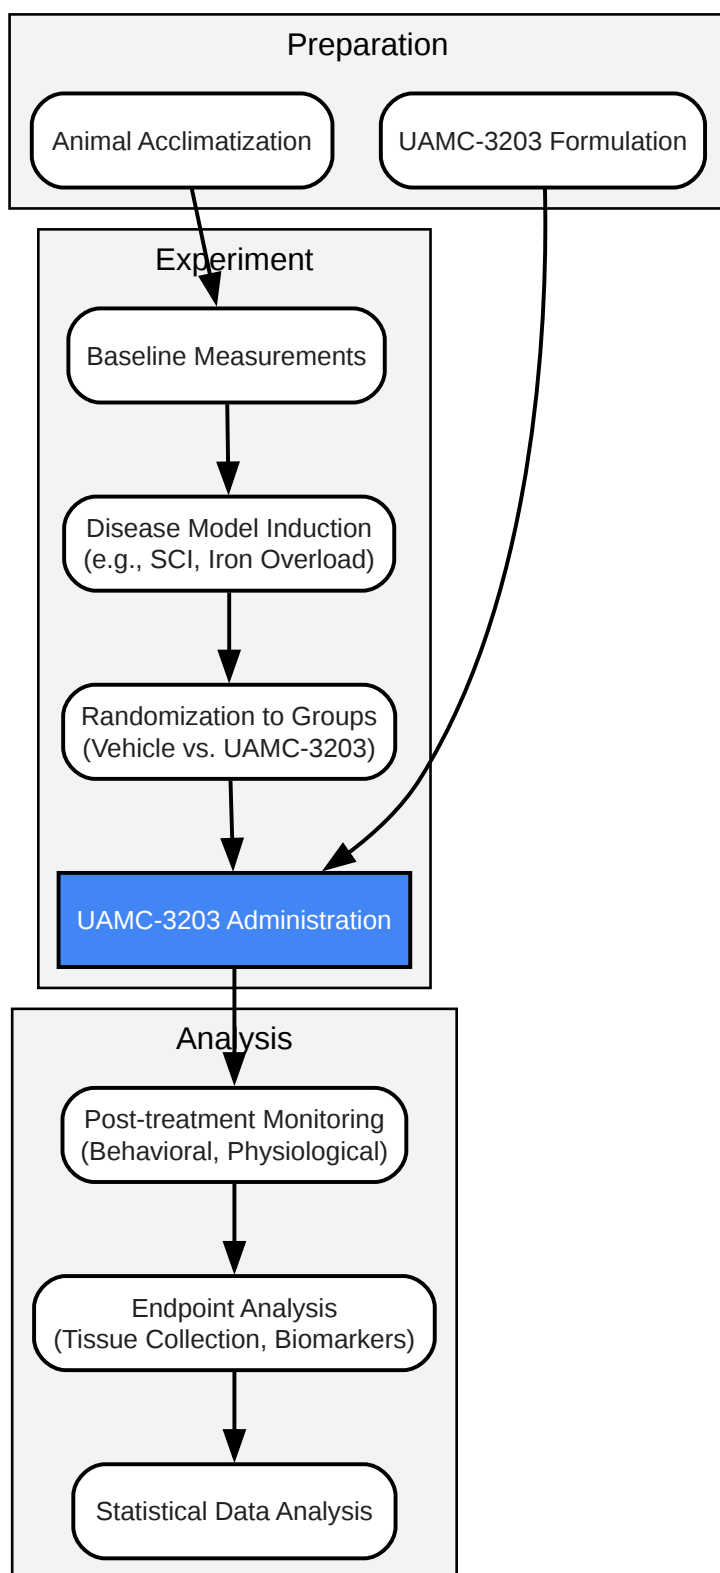 Preparation
Animal Acclimatization
UAMC-3203 Formulation
Experiment
Baseline Measurements
Disease Model Induction
(e.g., SCI, Iron Overload)
Randomization to Groups
(Vehicle vs. UAMC-3203)
UAMC-3203 Administration
Analysis
Post-treatment Monitoring
(Behavioral, Physiological)
Endpoint Analysis
(Tissue Collection, Biomarkers)
Statistical Data Analysis